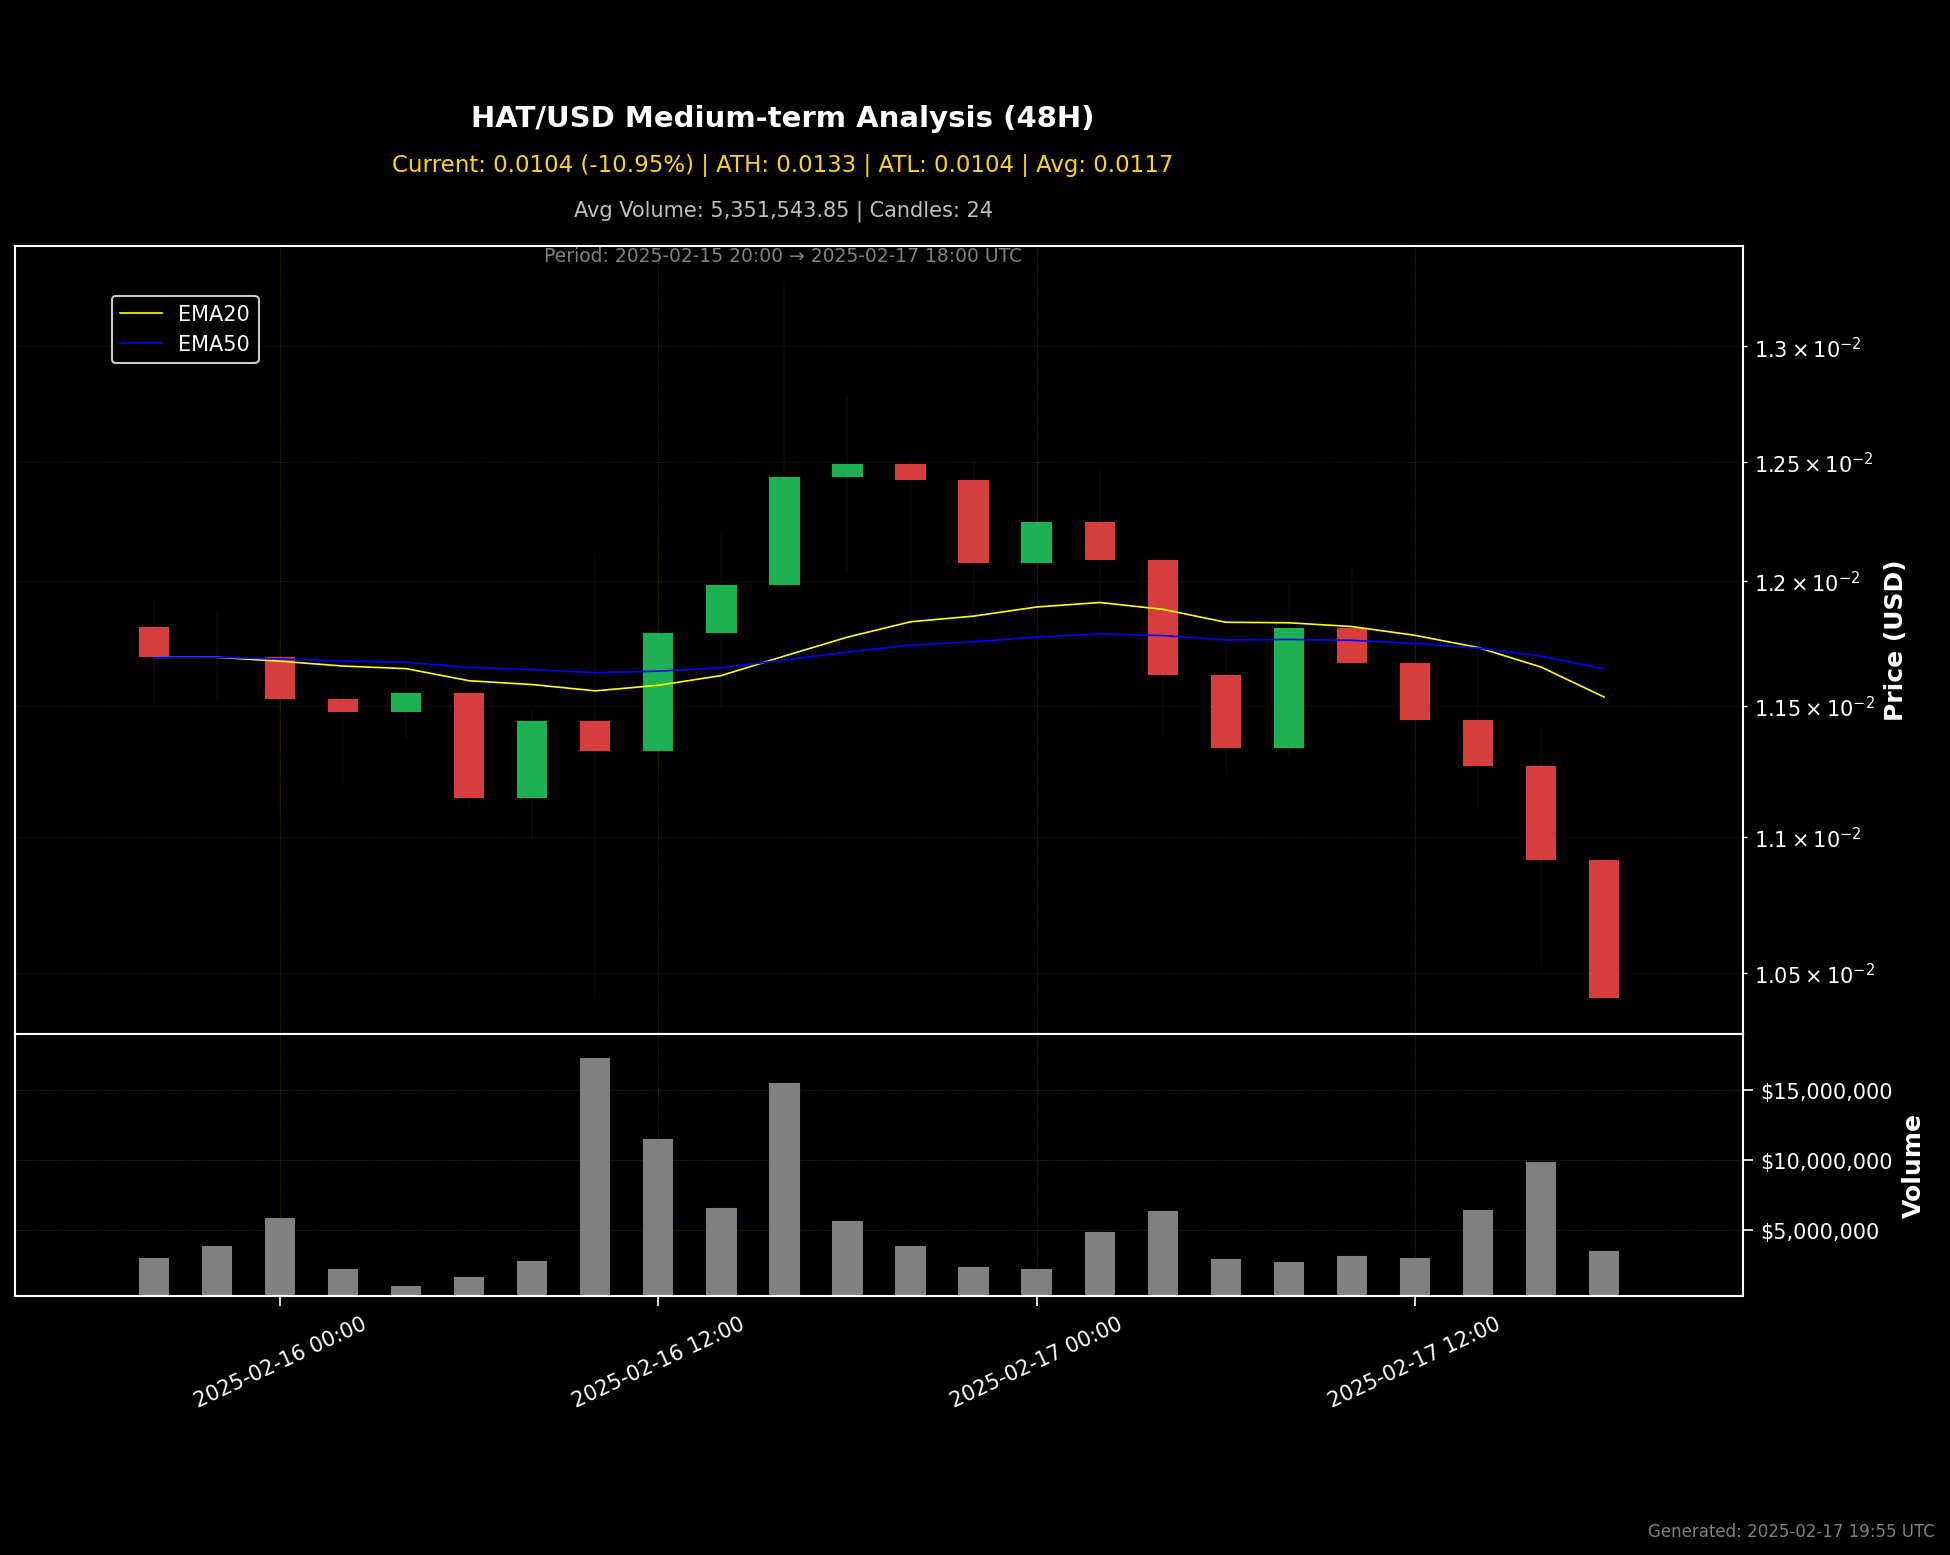 HAT/USD Medium-term Analysis (48H)
Current: 0.0104 (-10.95%) | ATH: 0.0133 | ATL: 0.0104 | Avg: 0.0117
Avg Volume: 5,351,543.85 | Candles: 24
Period: 2025-02-15 20:00 → 2025-02-17 18:00 UTC
EMA20
EMA50
1.3 × 10⁻²
1.25 × 10⁻²
1.2 × 10⁻²
1.15 × 10⁻²
1.1 × 10⁻²
1.05 × 10⁻²
Price (USD)
$15,000,000
$10,000,000
$5,000,000
Volume
2025-02-16 00:00
2025-02-16 12:00
2025-02-17 00:00
2025-02-17 12:00
Generated: 2025-02-17 19:55 UTC